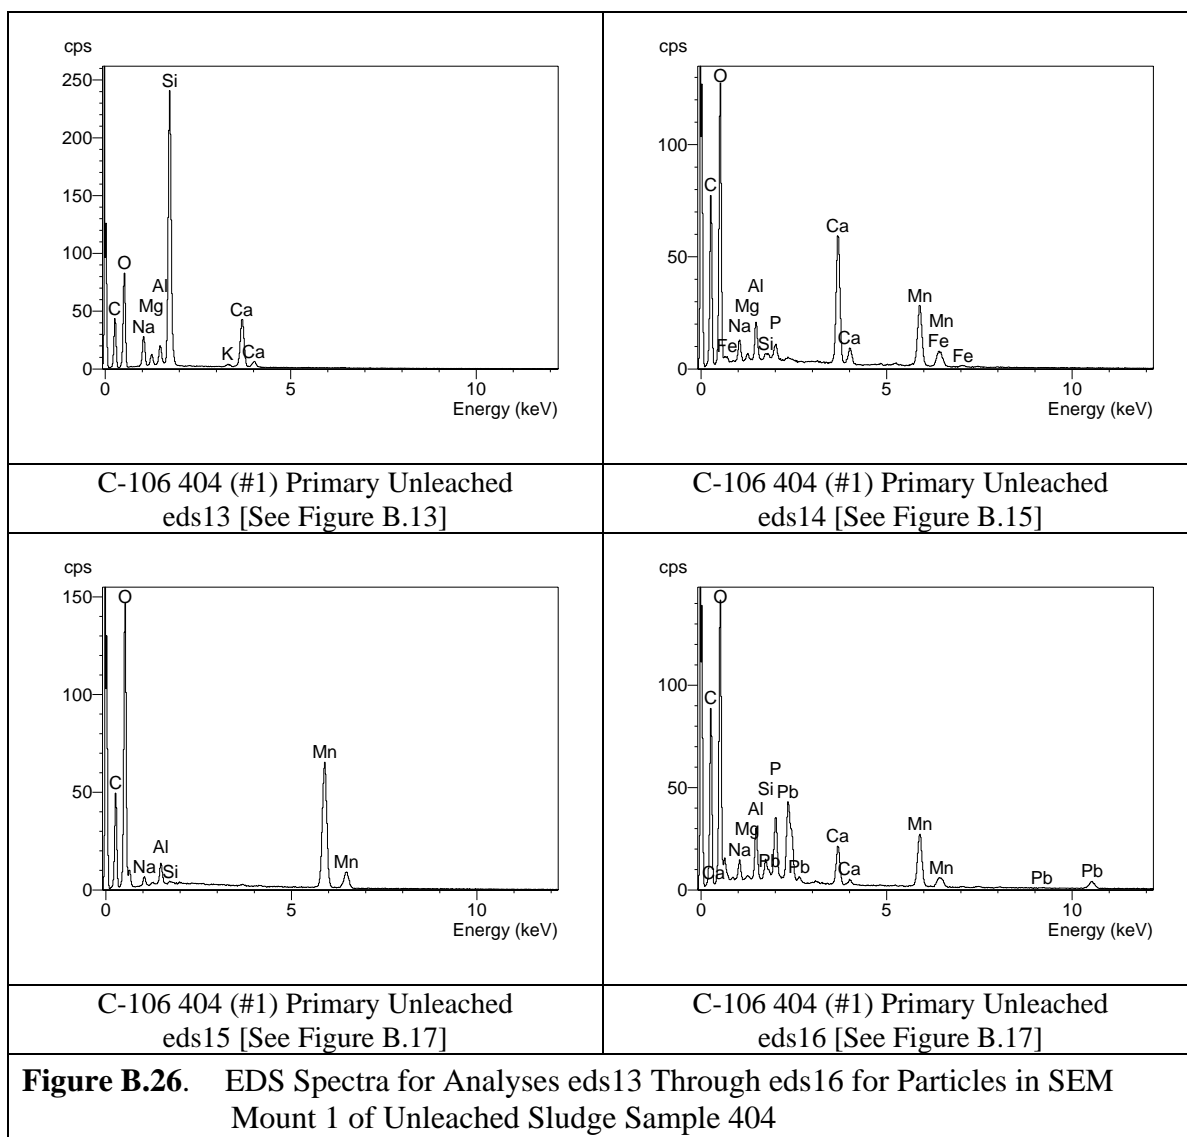 cps
250
200
150
100
50
0
Si
O
C
Na
Mg
Al
K
Ca
Ca
0
5
10
Energy (keV)
C-106 404 (#1) Primary Unleached
eds13 [See Figure B.13]
cps
100
50
0
O
C
Fe
Na
Mg
Al
Si
P
Ca
Ca
Mn
Mn
Fe
Fe
0
5
10
Energy (keV)
C-106 404 (#1) Primary Unleached
eds14 [See Figure B.15]
cps
150
100
50
0
O
C
Na
Al
Si
Mn
Mn
0
5
10
Energy (keV)
C-106 404 (#1) Primary Unleached
eds15 [See Figure B.17]
cps
100
50
0
O
C
Ca
Na
Mg
Al
Si
Pb
P
Pb
Pb
Ca
Ca
Mn
Mn
Pb
Pb
0
5
10
Energy (keV)
C-106 404 (#1) Primary Unleached
eds16 [See Figure B.17]
Figure B.26. EDS Spectra for Analyses eds13 Through eds16 for Particles in SEM
Mount 1 of Unleached Sludge Sample 404